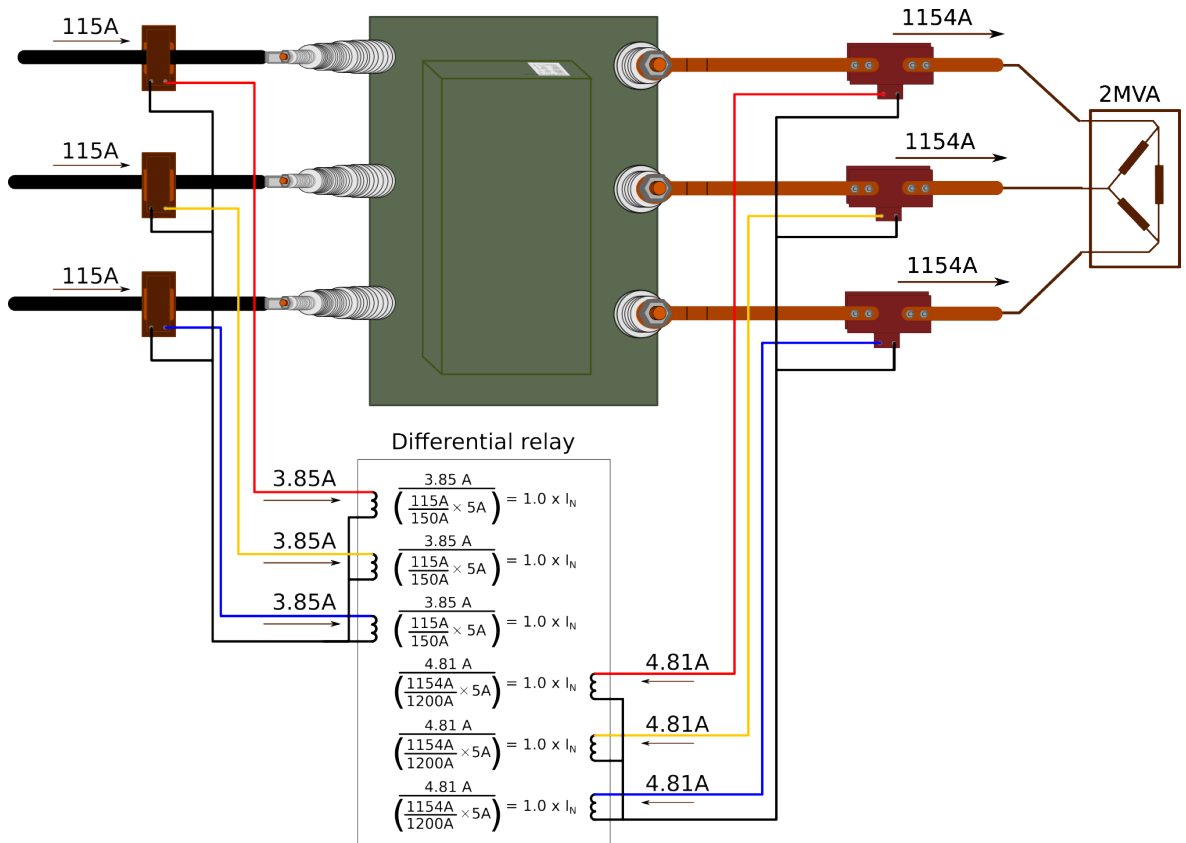 115A
1154A
2MVA
115A
1154A
115A
1154A
Differential relay
3.85A
3.85 A
(115A/150A × 5A) = 1.0 x I_N
3.85A
3.85 A
(115A/150A × 5A) = 1.0 x I_N
3.85A
3.85 A
(115A/150A × 5A) = 1.0 x I_N
4.81 A
(1154A/1200A × 5A) = 1.0 x I_N
4.81A
4.81 A
(1154A/1200A ×5A) = 1.0 x I_N
4.81A
4.81 A
(1154A/1200A ×5A) = 1.0 x I_N
4.81A